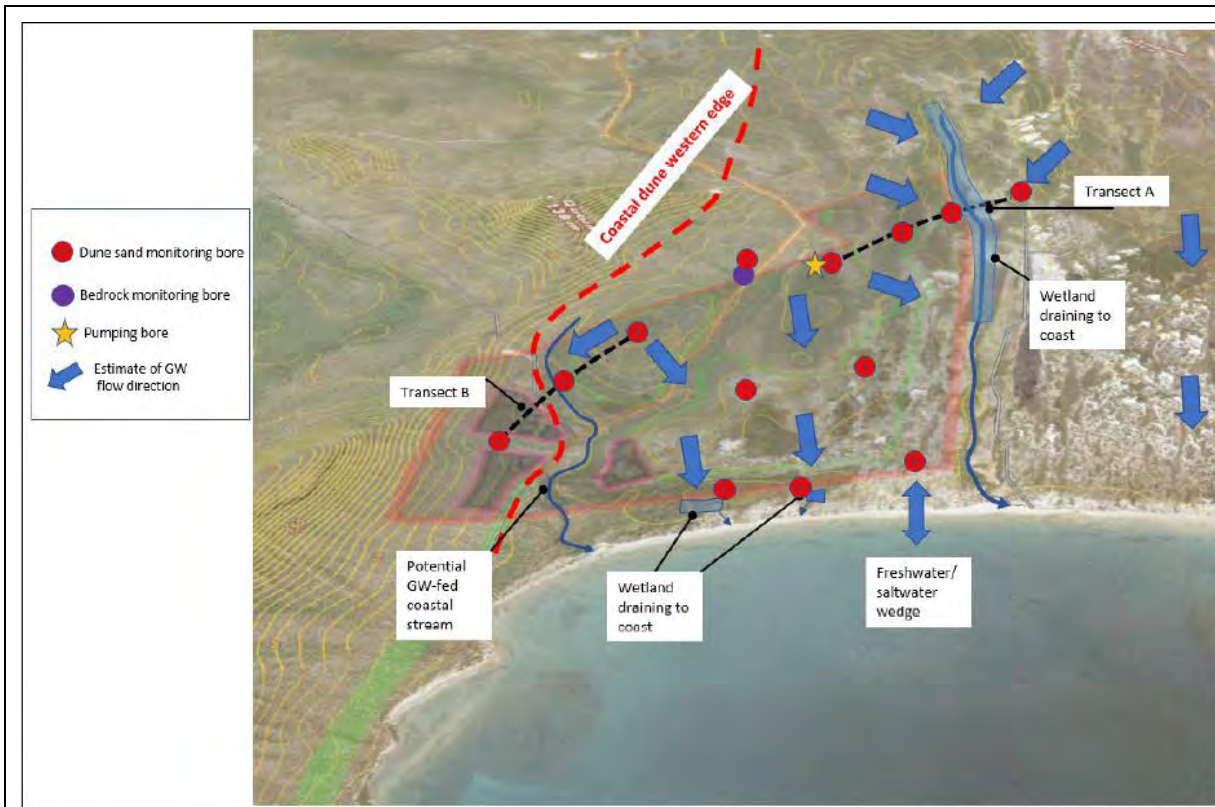 Coastal dune western edge
Transect A
Dune sand monitoring bore
Bedrock monitoring bore
Pumping bore
Estimate of GW
flow direction
Wetland
draining to
coast
Transect B
Potential
GW-fed
coastal
stream
Wetland
draining to
coast
Freshwater/
saltwater
wedge